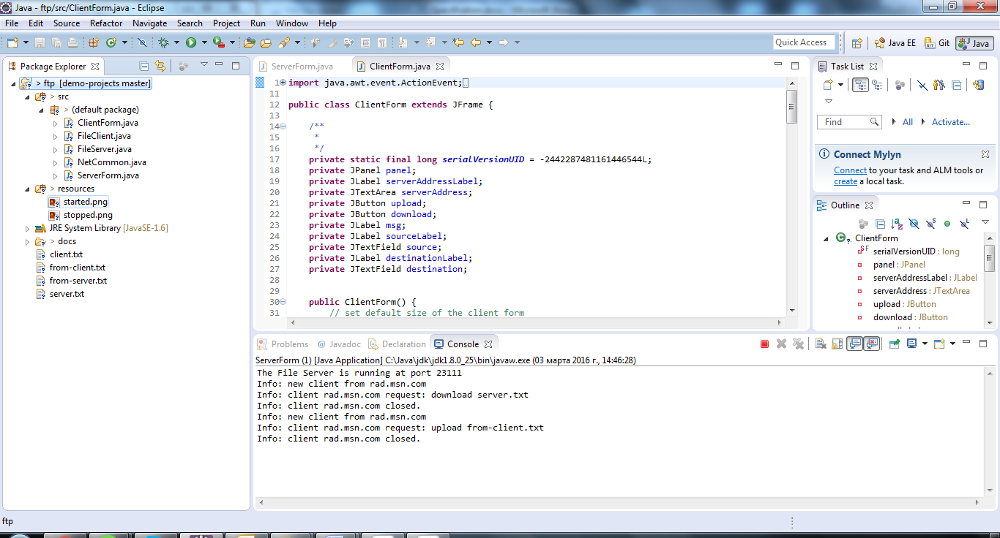 Java - ftp/src/ClientForm.java - Eclipse
File Edit Source Refactor Navigate Search Project Run Window Help
Quick Access
Java EE
Git
Java
Package Explorer
> ftp [demo-projects master]
> src
> (default package)
ClientForm.java
FileClient.java
FileServer.java
NetCommon.java
ServerForm.java
> resources
started.png
stopped.png
JRE System Library [JavaSE-1.6]
> docs
client.txt
from-client.txt
from-server.txt
server.txt
ServerForm.java
ClientForm.java
1 import java.awt.event.ActionEvent;
11
12 public class ClientForm extends JFrame {
13
14 /**
15 *
16 */
17 private static final long serialVersionUID = -2442287481161446544L;
18 private JPanel panel;
19 private JLabel serverAddressLabel;
20 private JTextArea serverAddress;
21 private JButton upload;
22 private JButton download;
23 private JLabel msg;
24 private JLabel sourceLabel;
25 private JTextField source;
26 private JLabel destinationLabel;
27 private JTextField destination;
28
29
30 public ClientForm() {
31 // set default size of the client form
Task List
Find
All
Activate...
Connect Mylyn
Connect to your task and ALM tools or
create a local task.
Outline
ClientForm
serialVersionUID : long
panel : JPanel
serverAddressLabel : JLabel
serverAddress : JTextArea
upload : JButton
download : JButton
Problems
@ Javadoc
Declaration
Console
ServerForm (1) [Java Application] C:\Java\jdk\jdk1.8.0_25\bin\javaw.exe (03 марта 2016 г., 14:46:28)
The File Server is running at port 23111
Info: new client from rad.msn.com
Info: client rad.msn.com request: download server.txt
Info: client rad.msn.com closed.
Info: new client from rad.msn.com
Info: client rad.msn.com request: upload from-client.txt
Info: client rad.msn.com closed.
ftp